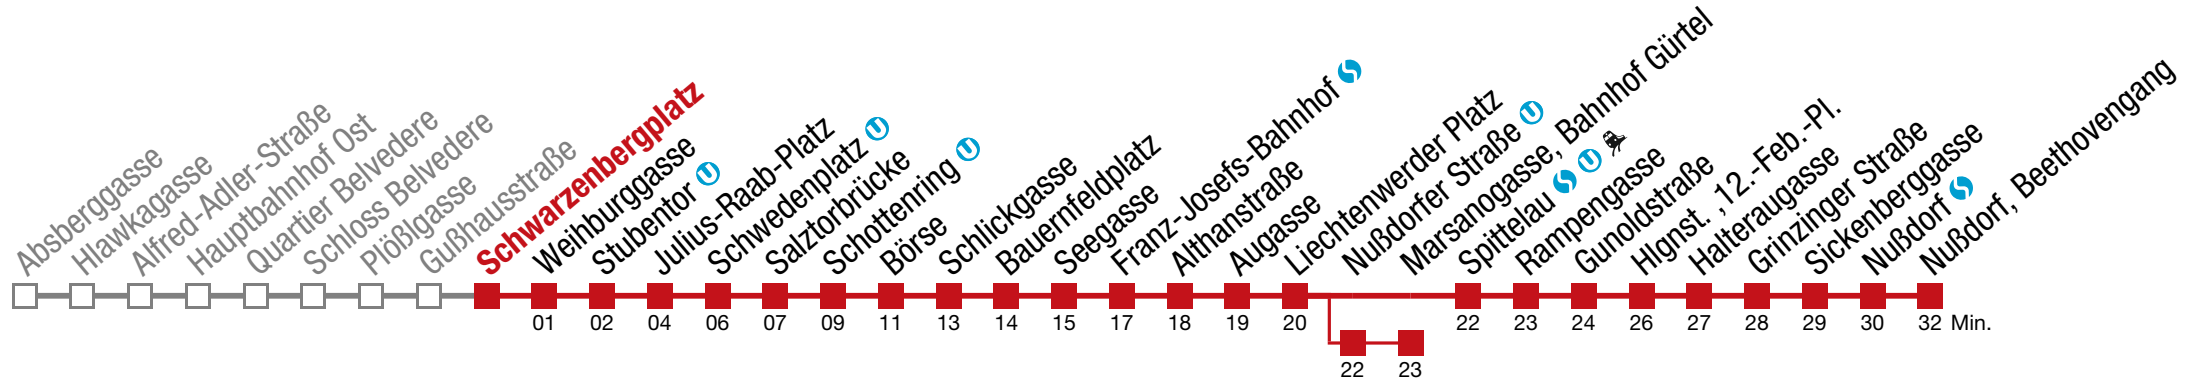 Absberggasse
Hlawkagasse
Alfred-Adler-Straße
Hauptbahnhof Ost
Quartier Belvedere
Schloss Belvedere
Plößlgasse
Gußhausstraße
Schwarzenbergplatz
Weihburggasse
Stubentor U
Julius-Raab-Platz
Schwedenplatz U
Salztorbrücke
Schottenring U
Börse
Schlickgasse
Bauernfeldplatz
Seegasse
Franz-Josefs-Bahnhof S
Althanstraße
Augasse
Liechtenwerder Platz
Nußdorfer Straße U
Marsanogasse, Bahnhof Gürtel
Spittelau S U
Rampengasse
Gunoldstraße
Hlgnst. ,12.-Feb.-Pl.
Halteraugasse
Grinzinger Straße
Sickenberggasse
Nußdorf S
Nußdorf, Beethovengang
01 02 04 06 07 09 11 13 14 15 17 18 19 20 22 23 24 26 27 28 29 30 32 Min.
22 23